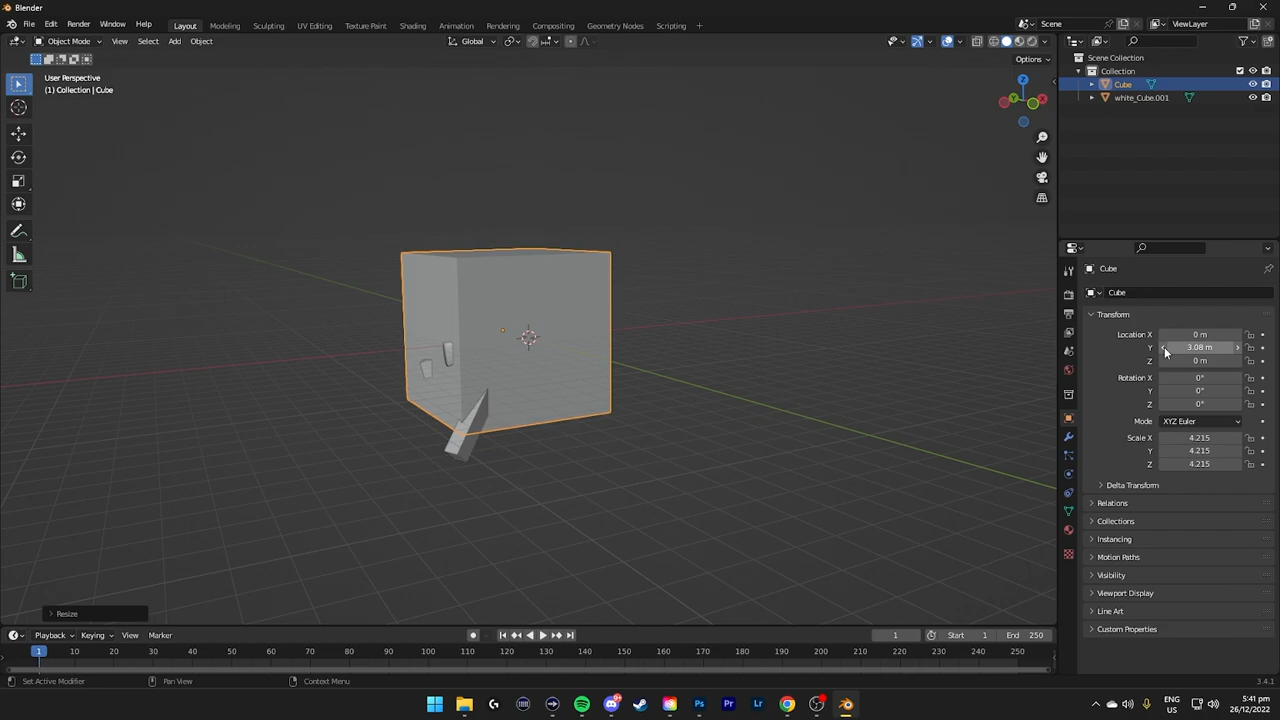 Blender
File Edit Render Window Help Layout Modeling Sculpting UV Editing Texture Paint Shading Animation Rendering Compositing Geometry Nodes Scripting + Scene ViewLayer
Object Mode View Select Add Object Global
Options
User Perspective
(1) Collection | Cube
Z
Y
X
Resize
Scene Collection
Collection
Cube
white_Cube.001
Cube
Cube
Transform
Location X 0 m
Y 3.08 m
Z 0 m
Rotation X 0°
Y 0°
Z 0°
Mode XYZ Euler
Scale X 4.215
Y 4.215
Z 4.215
Delta Transform
Relations
Collections
Instancing
Motion Paths
Visibility
Viewport Display
Line Art
Custom Properties
Playback Keying View Marker 1 Start 1 End 250
1 10 20 30 40 50 60 70 80 90 100 110 120 130 140 150 160 170 180 190 200 210 220 230 240 250
Set Active Modifier Pan View Context Menu 3.4.1
Ps Pr Lr
ENG
US
5:41 pm
26/12/2022